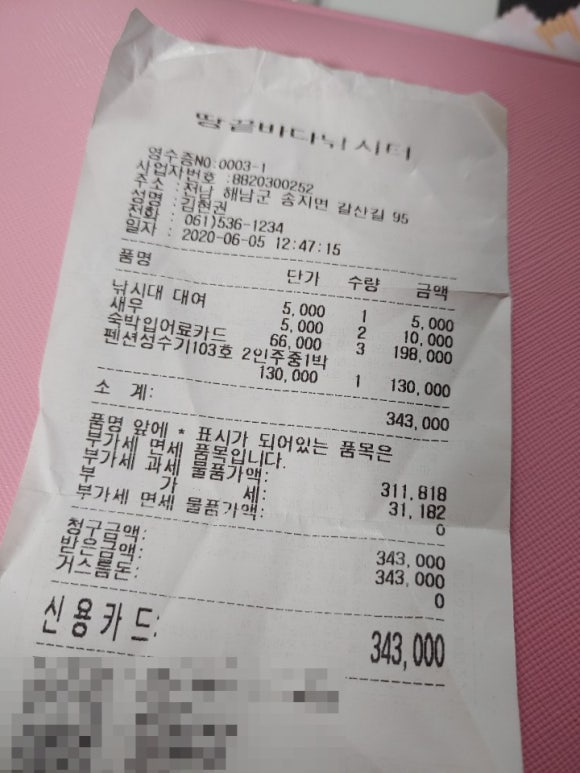 땅끝바다낚시터
영수증NO:0003-1
사업자번호 :8820300252
주소 :전남 해남군 송지면 갈산길 95
성명 :김현권
전화 : 061)536-1234
일자 : 2020-06-05 12:47:15
품명 단가 수량 금액
낚시대 대여 5,000 1 5,000
새우 5,000 2 10,000
숙박입어료카드 66,000 3 198,000
펜션성수기103호 2인주중1박
130,000 1 130,000
소 계: 343,000
품명 앞에 * 표시가 되어있는 품목은
부가세 면세 품목입니다.
부가세 과세 물품가액: 311,818
부 가 세: 31,182
부가세 면세 물품가액: 0
청구금액: 343,000
받은금액: 343,000
거스름돈: 0
신용카드: 343,000